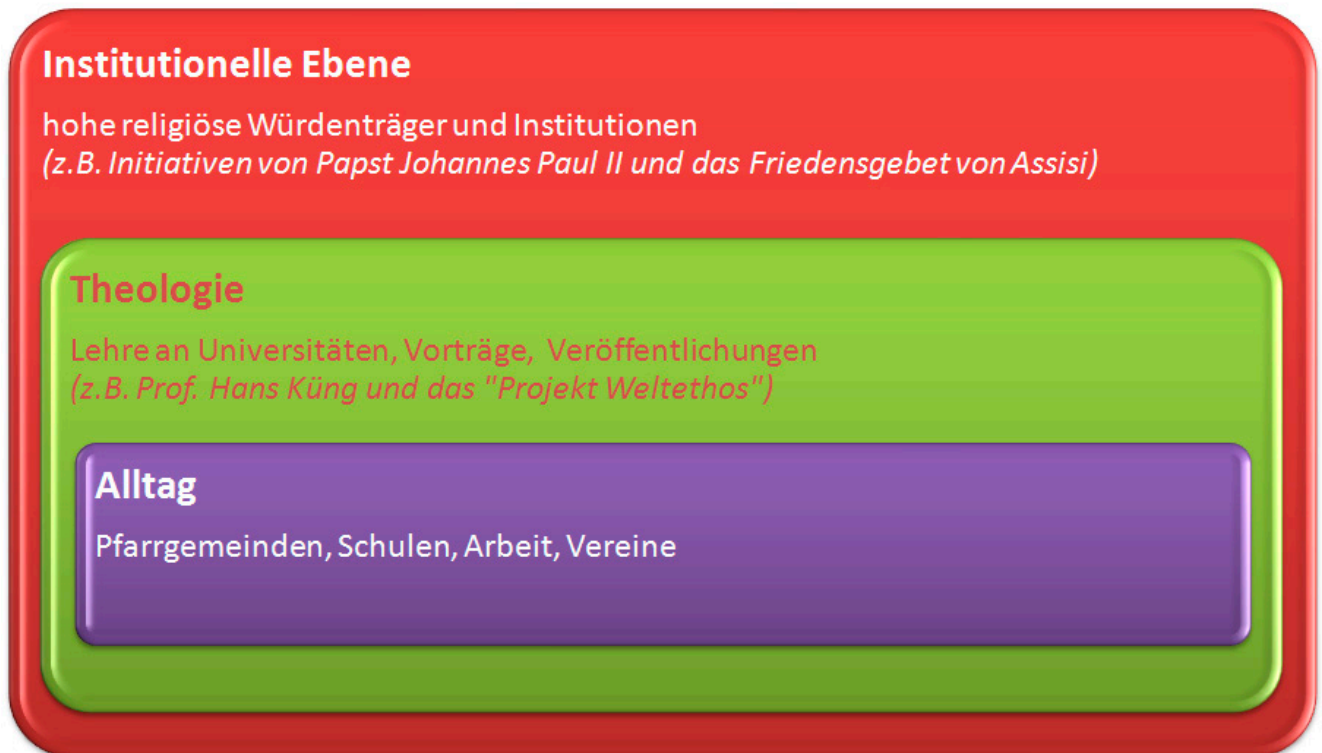 Institutionelle Ebene
hohe religiöse Würdenträger und Institutionen
(z.B. Initiativen von Papst Johannes Paul II und das Friedensgebet von Assisi)
Theologie
Lehre an Universitäten, Vorträge, Veröffentlichungen
(z.B. Prof. Hans Küng und das "Projekt Weltethos")
Alltag
Pfarrgemeinden, Schulen, Arbeit, Vereine